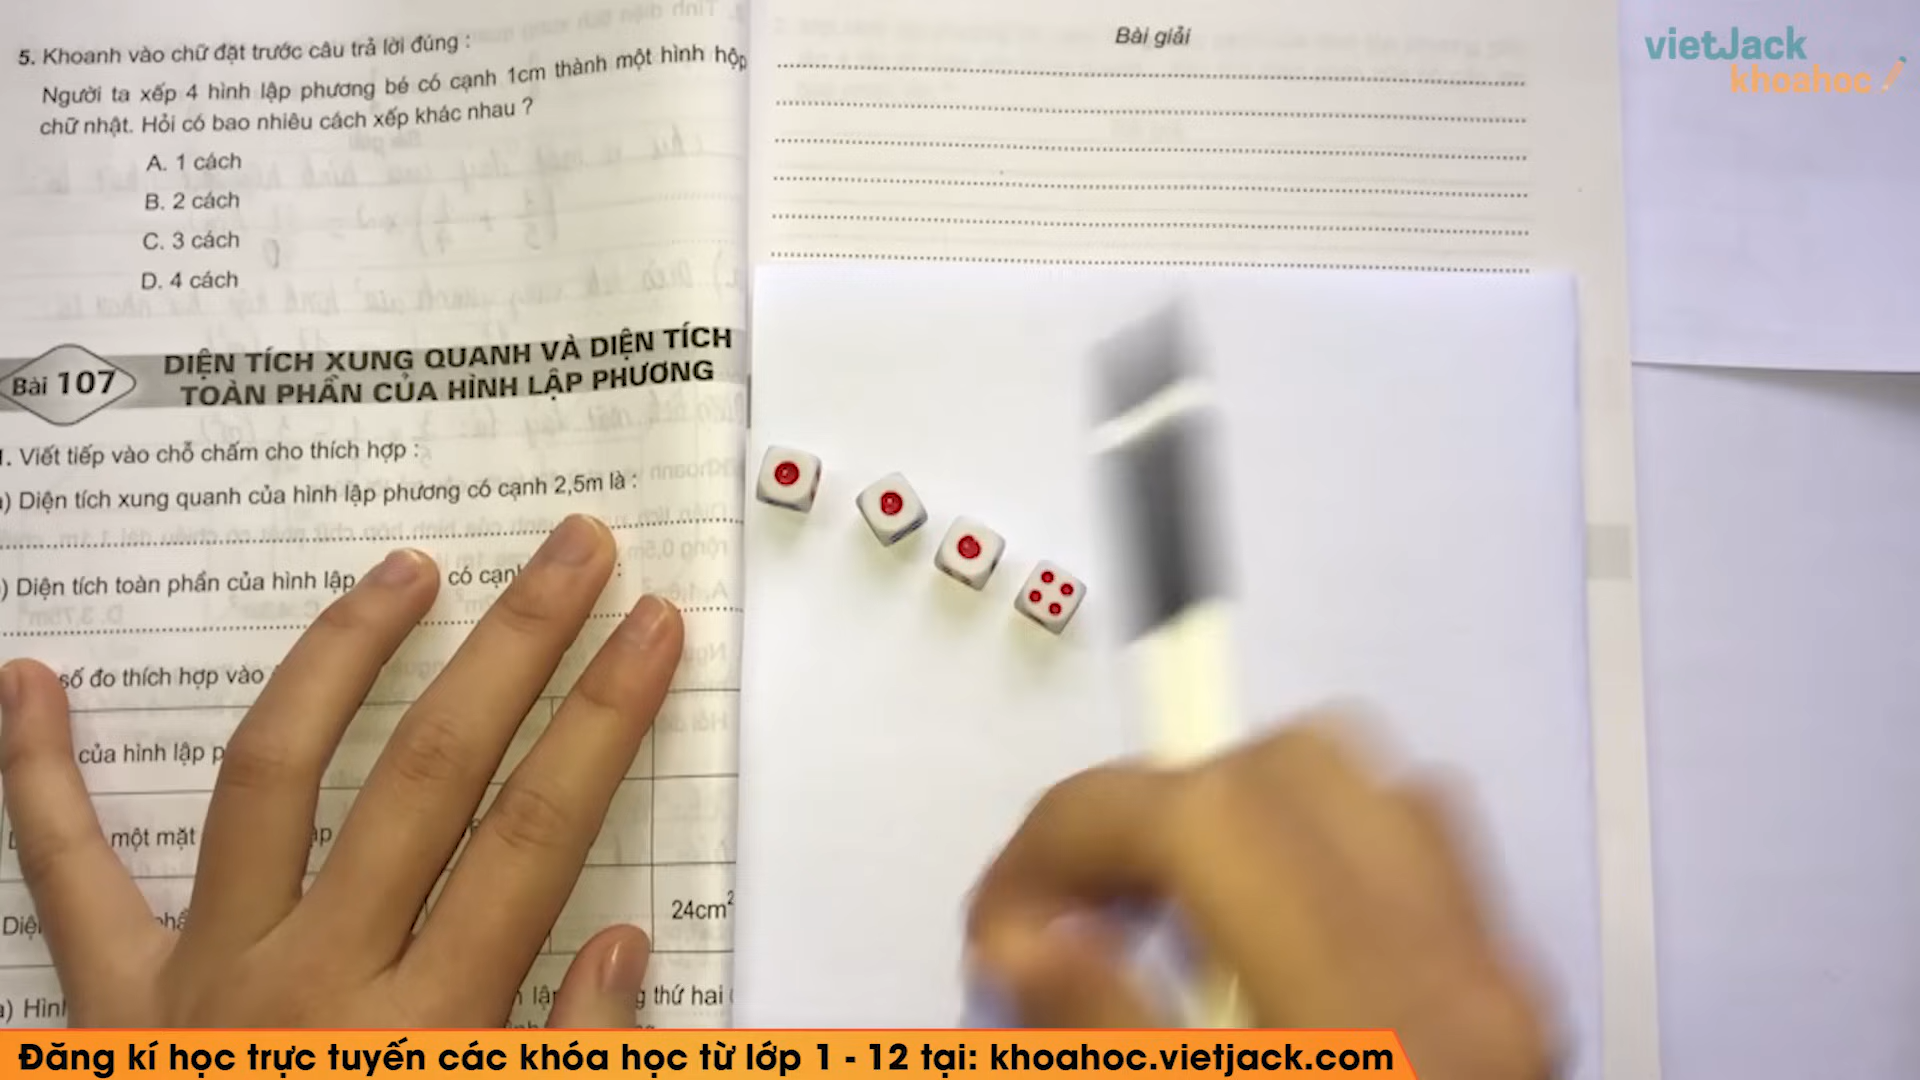 5. Khoanh vào chữ đặt trước câu trả lời đúng :
Người ta xếp 4 hình lập phương bé có cạnh 1cm thành một hình hộp
chữ nhật. Hỏi có bao nhiêu cách xếp khác nhau ?
A. 1 cách
B. 2 cách
C. 3 cách
D. 4 cách
Bài 107
DIỆN TÍCH XUNG QUANH VÀ DIỆN TÍCH
TOÀN PHẦN CỦA HÌNH LẬP PHƯƠNG
. Viết tiếp vào chỗ chấm cho thích hợp :
) Diện tích xung quanh của hình lập phương có cạnh 2,5m là :
) Diện tích toàn phần của hình lập có cạnh :
số đo thích hợp vào
của hình lập
một mặt
24cm²
) Hình thứ hai
Bài giải
vietJack
khoahoc
Đăng kí học trực tuyến các khóa học từ lớp 1 - 12 tại: khoahoc.vietjack.com